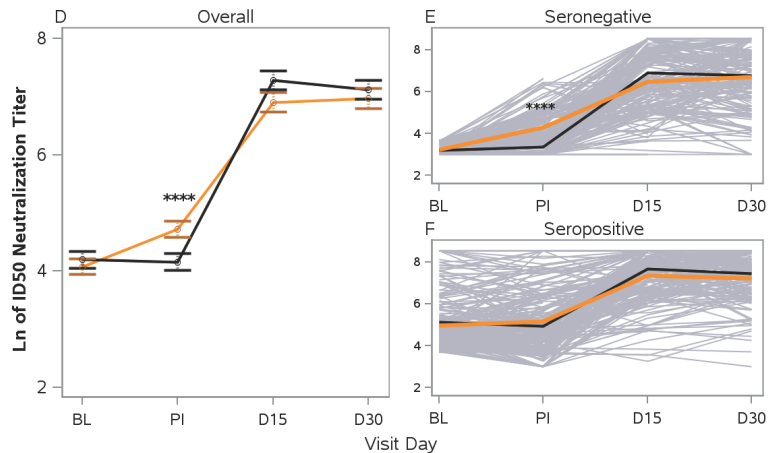 D Overall
Ln of ID50 Neutralization Titer
8
6
4
2
****
BL PI D15 D30
E Seronegative
8
6
4
2
****
BL PI D15 D30
F Seropositive
8
6
4
2
BL PI D15 D30
Visit Day